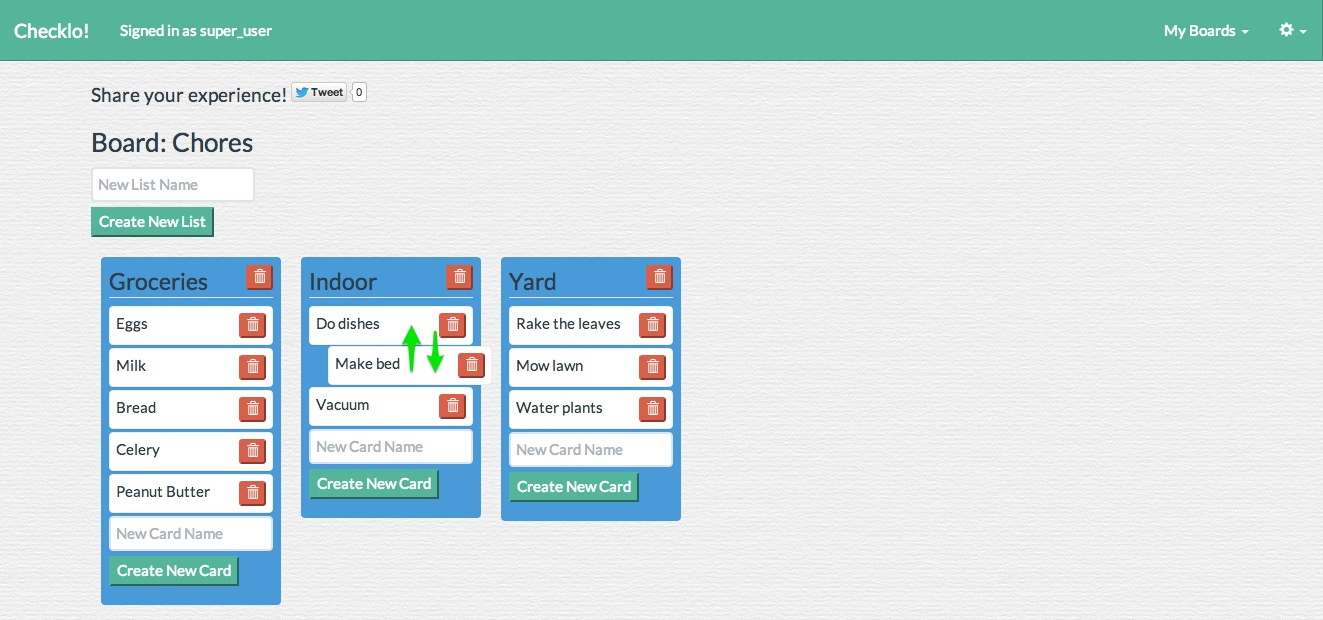 Checklo!
Signed in as super_user
My Boards
Share your experience!
Tweet
0
Board: Chores
New List Name
Create New List
Groceries
Eggs
Milk
Bread
Celery
Peanut Butter
New Card Name
Create New Card
Indoor
Do dishes
Make bed
Vacuum
New Card Name
Create New Card
Yard
Rake the leaves
Mow lawn
Water plants
New Card Name
Create New Card